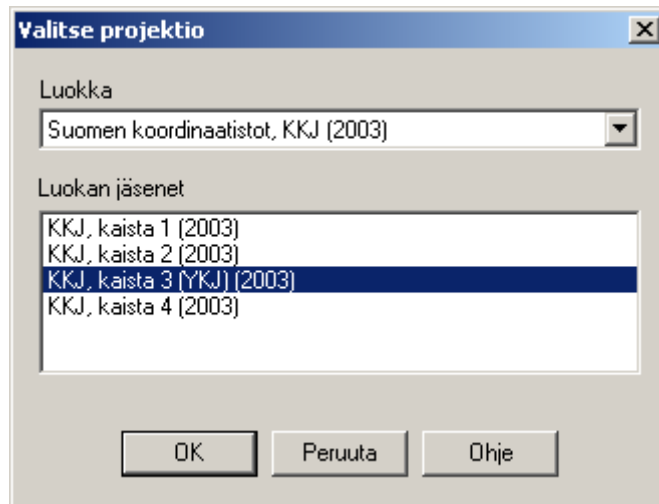 Valitse projektio
Luokka
Suomen koordinaatistot, KKJ (2003)
Luokan jäsenet
KKJ, kaista 1 (2003)
KKJ, kaista 2 (2003)
KKJ, kaista 3 (YKJ) (2003)
KKJ, kaista 4 (2003)
OK Peruuta Ohje